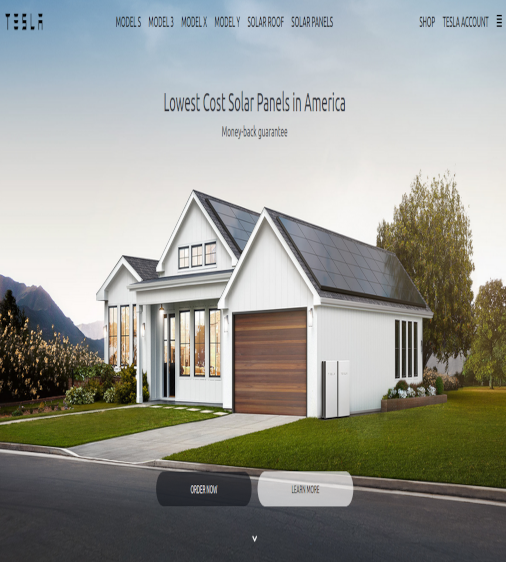 TESLA
MODEL S MODEL 3 MODEL X MODEL Y SOLAR ROOF SOLAR PANELS
SHOP TESLA ACCOUNT
Lowest Cost Solar Panels in America
Money-back guarantee
ORDER NOW
LEARN MORE